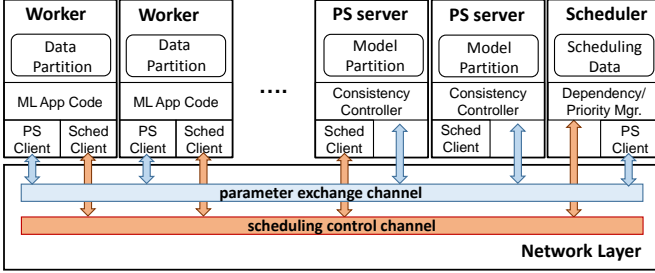 Worker
Data
Partition
ML App Code
PS
Client
Sched
Client
Worker
Data
Partition
ML App Code
PS
Client
Sched
Client
....
PS server
Model
Partition
Consistency
Controller
Sched
Client
PS server
Model
Partition
Consistency
Controller
Sched
Client
Scheduler
Scheduling
Data
Dependency/
Priority Mgr.
PS
Client
parameter exchange channel
scheduling control channel
Network Layer